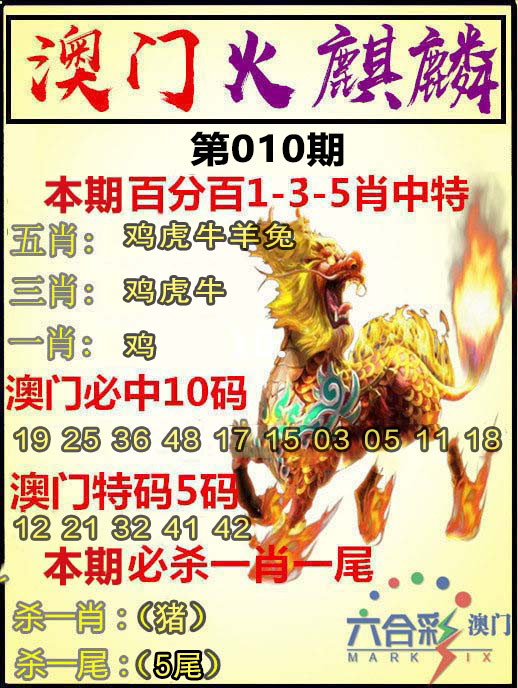 澳门火麒麟
第010期
本期百分百1-3-5肖中特
五肖：鸡虎牛羊兔
三肖：鸡虎牛
一肖：鸡
澳门必中10码
19 25 36 48 17 15 03 05 11 18
澳门特码5码
12 21 32 41 42
本期必杀一肖一尾
杀一肖：（猪）
杀一尾：（5尾）
六合彩 澳门
MARK SIX